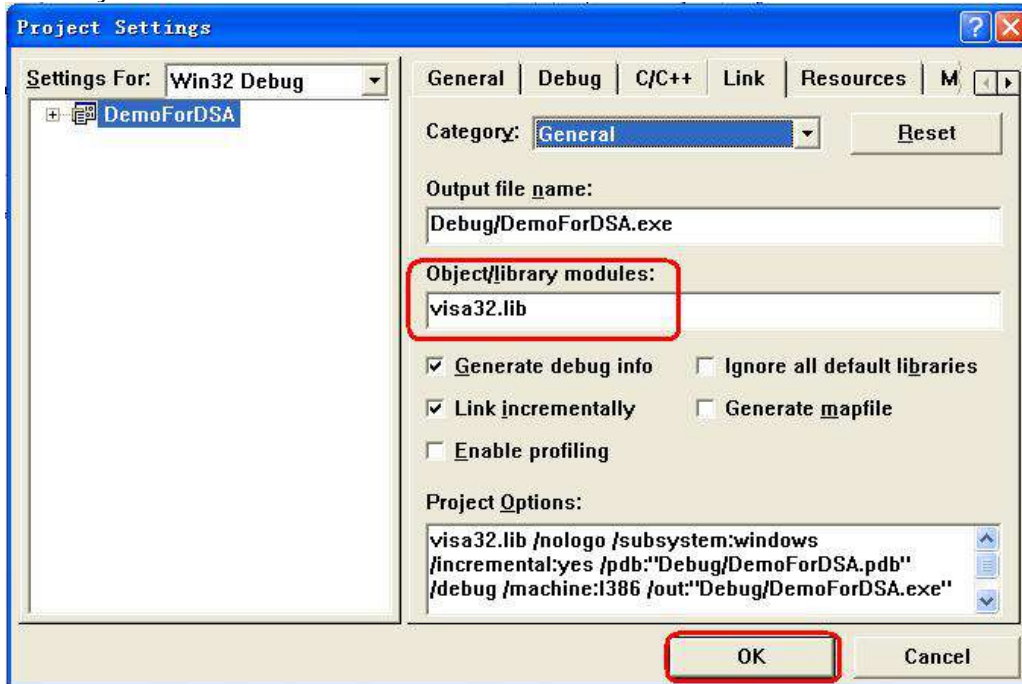 Project Settings
Settings For: Win32 Debug
DemoForDSA
General Debug C/C++ Link Resources M
Category: General Reset
Output file name:
Debug/DemoForDSA.exe
Object/library modules:
visa32.lib
Generate debug info Ignore all default libraries
Link incrementally Generate mapfile
Enable profiling
Project Options:
visa32.lib /nologo /subsystem:windows
/incremental:yes /pdb:"Debug/DemoForDSA.pdb"
/debug /machine:I386 /out:"Debug/DemoForDSA.exe"
OK Cancel